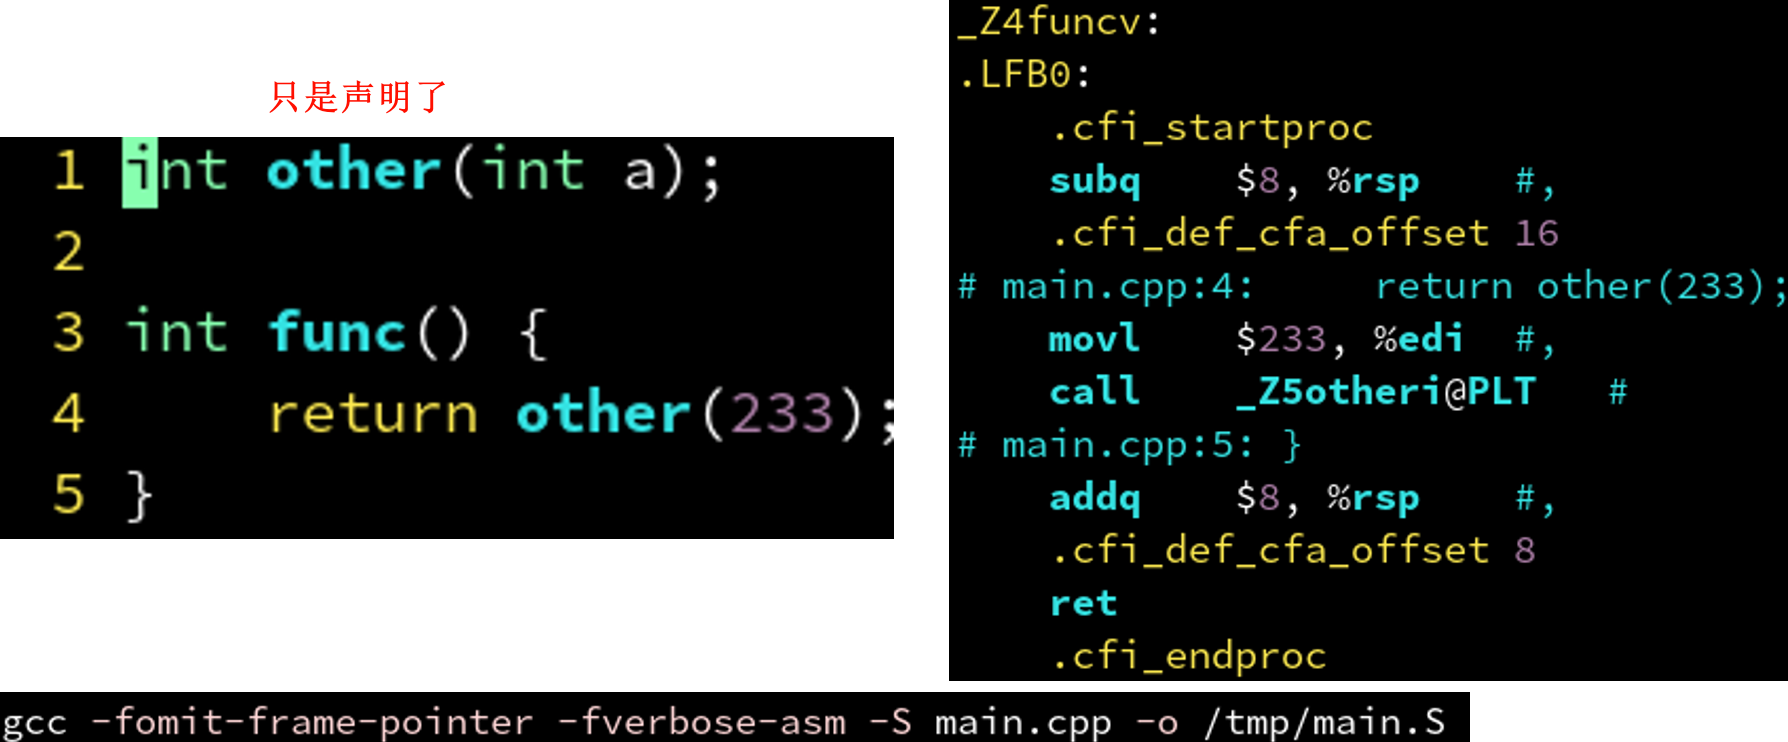 只是声明了
1 int other(int a);
2
3 int func() {
4     return other(233);
5 }
_Z4funcv:
.LFB0:
    .cfi_startproc
    subq    $8, %rsp    #,
    .cfi_def_cfa_offset 16
# main.cpp:4:     return other(233);
    movl    $233, %edi  #,
    call    _Z5otheri@PLT   #
# main.cpp:5: }
    addq    $8, %rsp    #,
    .cfi_def_cfa_offset 8
    ret
    .cfi_endproc
gcc -fomit-frame-pointer -fverbose-asm -S main.cpp -o /tmp/main.S